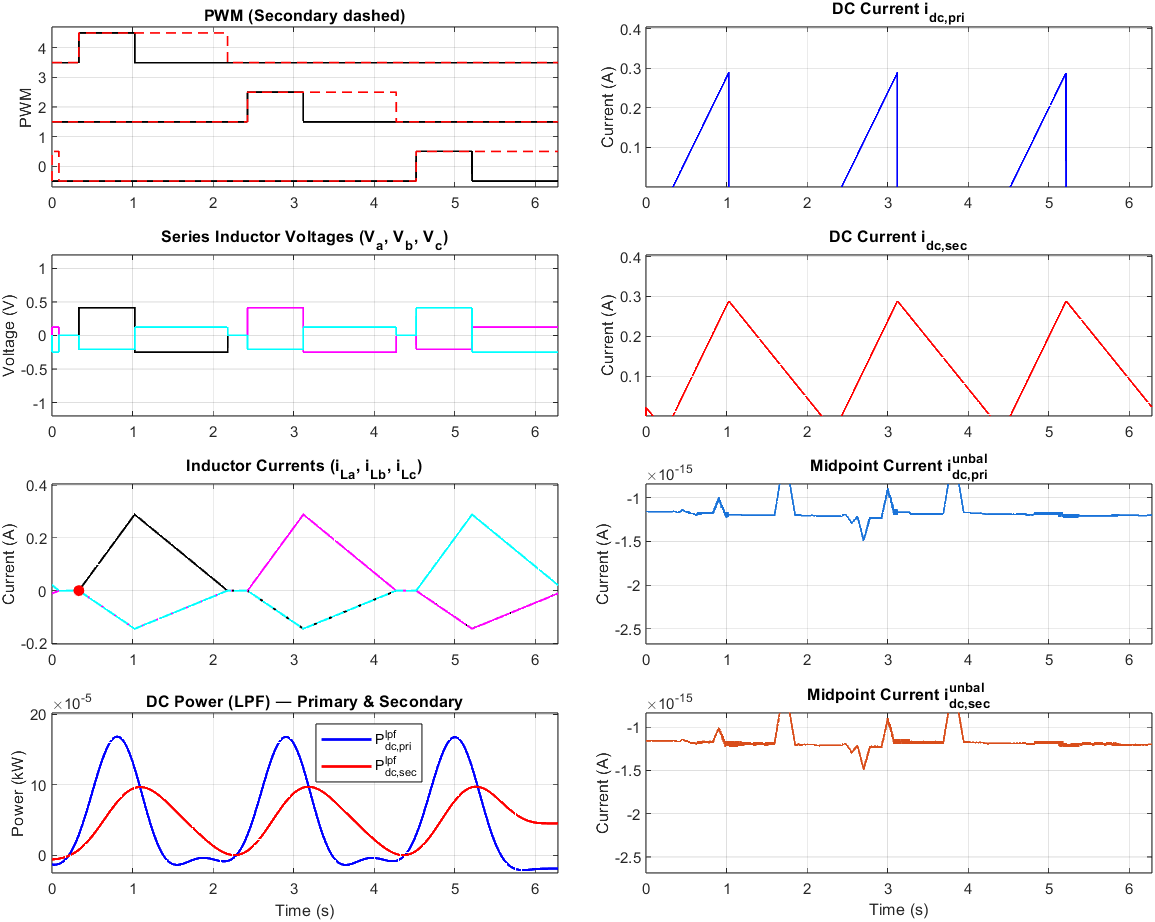 PWM (Secondary dashed)
PWM
4
3
2
1
0
0 1 2 3 4 5 6
DC Current i_dc,pri
Current (A)
0.4
0.3
0.2
0.1
0 1 2 3 4 5 6
Series Inductor Voltages (V_a, V_b, V_c)
Voltage (V)
1
0.5
0
-0.5
-1
0 1 2 3 4 5 6
DC Current i_dc,sec
Current (A)
0.4
0.3
0.2
0.1
0 1 2 3 4 5 6
Inductor Currents (i_La, i_Lb, i_Lc)
Current (A)
0.4
0.2
0
-0.2
0 1 2 3 4 5 6
Midpoint Current i_dc,pri^unbal
×10^-15
Current (A)
-1
-1.5
-2
-2.5
0 1 2 3 4 5 6
DC Power (LPF) — Primary & Secondary
×10^-5
Power (kW)
20
10
0
P_dc,pri^lpf
P_dc,sec^lpf
0 1 2 3 4 5 6
Time (s)
Midpoint Current i_dc,sec^unbal
×10^-15
Current (A)
-1
-1.5
-2
-2.5
0 1 2 3 4 5 6
Time (s)